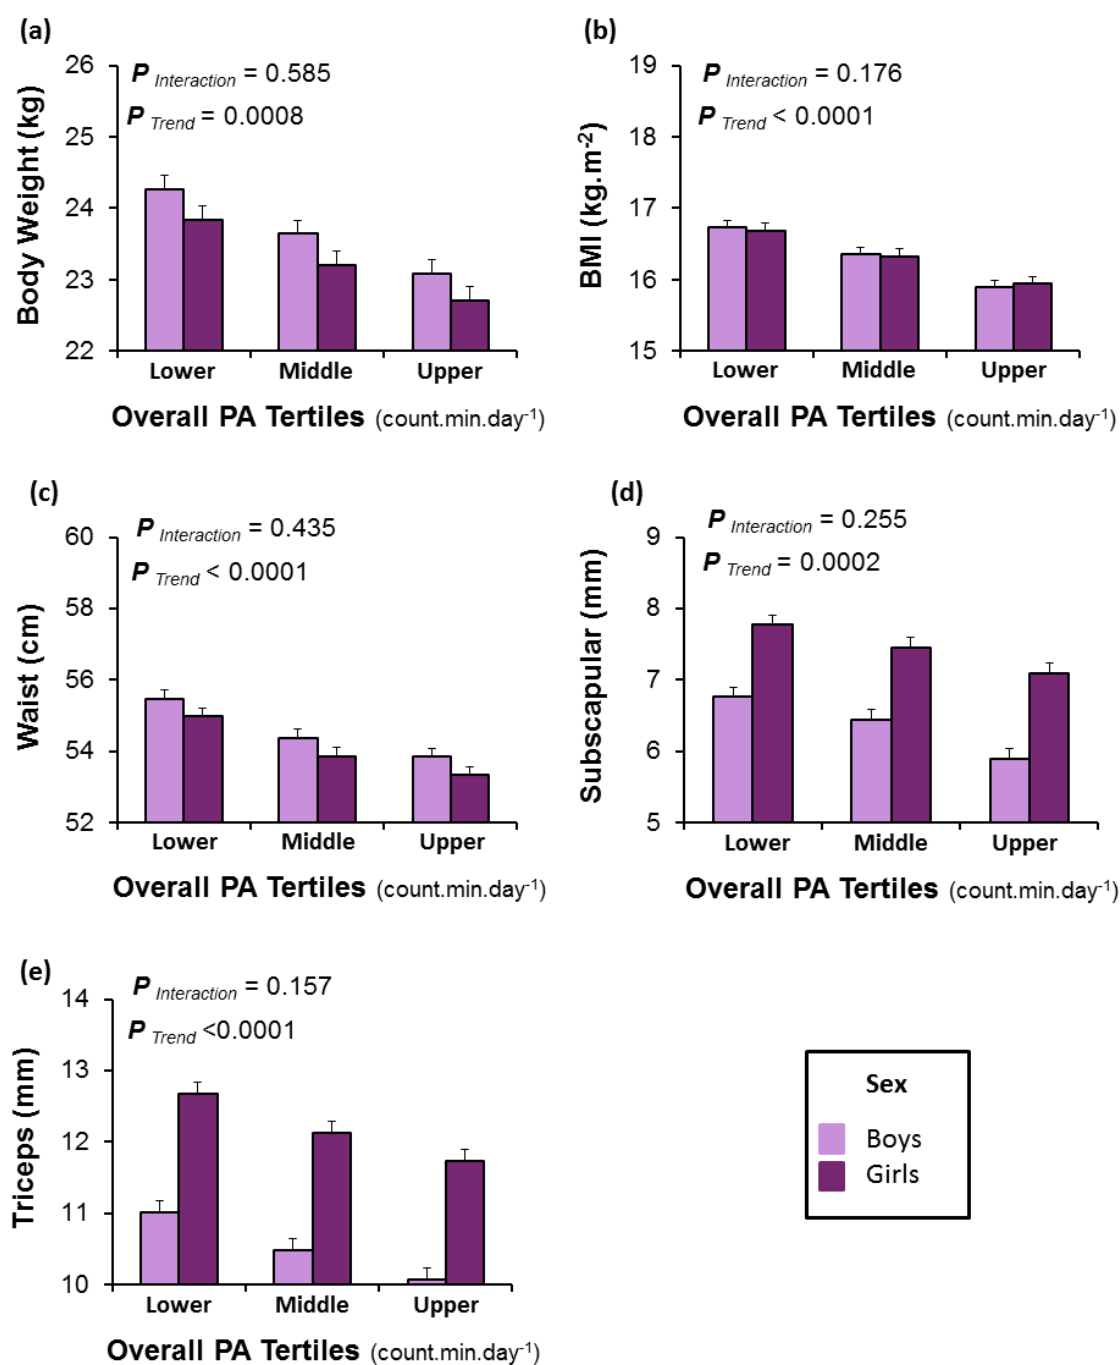 (a)
P Interaction = 0.585
P Trend = 0.0008
Body Weight (kg)
26
25
24
23
22
Lower Middle Upper
Overall PA Tertiles (count.min.day⁻¹)
(b)
P Interaction = 0.176
P Trend < 0.0001
BMI (kg.m⁻²)
19
18
17
16
15
Lower Middle Upper
Overall PA Tertiles (count.min.day⁻¹)
(c)
P Interaction = 0.435
P Trend < 0.0001
Waist (cm)
60
58
56
54
52
Lower Middle Upper
Overall PA Tertiles (count.min.day⁻¹)
(d)
P Interaction = 0.255
P Trend = 0.0002
Subscapular (mm)
9
8
7
6
5
Lower Middle Upper
Overall PA Tertiles (count.min.day⁻¹)
(e)
P Interaction = 0.157
P Trend <0.0001
Triceps (mm)
14
13
12
11
10
Lower Middle Upper
Overall PA Tertiles (count.min.day⁻¹)
Sex
Boys
Girls